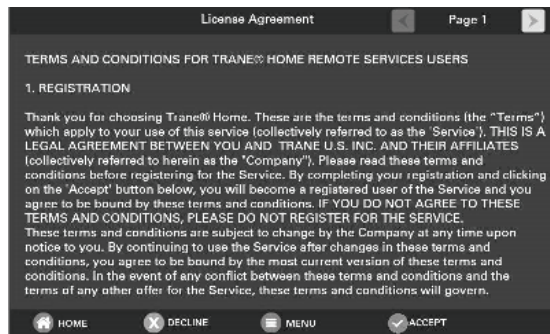 License Agreement
Page 1
TERMS AND CONDITIONS FOR TRANE® HOME REMOTE SERVICES USERS
1. REGISTRATION
Thank you for choosing Trane® Home. These are the terms and conditions (the "Terms")
which apply to your use of this service (collectively referred to as the 'Service'). THIS IS A
LEGAL AGREEMENT BETWEEN YOU AND TRANE U.S. INC. AND THEIR AFFILIATES
(collectively referred to herein as the "Company"). Please read these terms and
conditions before registering for the Service. By completing your registration and clicking
on the 'Accept' button below, you will become a registered user of the Service and you
agree to be bound by these terms and conditions. IF YOU DO NOT AGREE TO THESE
TERMS AND CONDITIONS, PLEASE DO NOT REGISTER FOR THE SERVICE.
These terms and conditions are subject to change by the Company at any time upon
notice to you. By continuing to use the Service after changes in these terms and
conditions, you agree to be bound by the most current version of these terms and
conditions. In the event of any conflict between these terms and conditions and the
terms of any other offer for the Service, these terms and conditions will govern.
HOME
DECLINE
MENU
ACCEPT